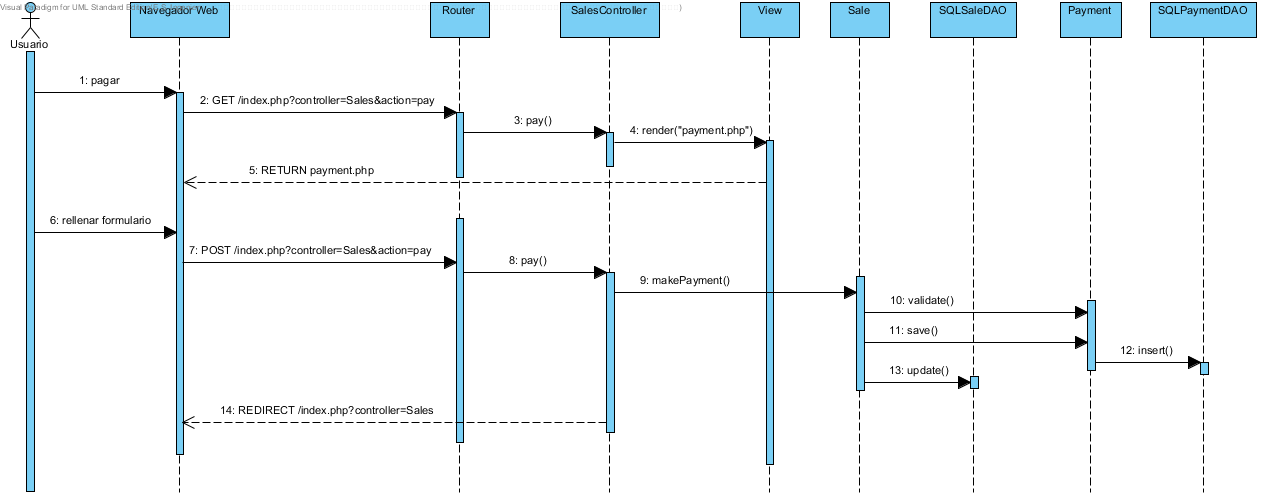 Visual Paradigm for UML Standard
Usuario
Navegador Web
Router
SalesController
View
Sale
SQLSaleDAO
Payment
SQLPaymentDAO
1: pagar
2: GET /index.php?controller=Sales&action=pay
3: pay()
4: render("payment.php")
5: RETURN payment.php
6: rellenar formulario
7: POST /index.php?controller=Sales&action=pay
8: pay()
9: makePayment()
10: validate()
11: save()
12: insert()
13: update()
14: REDIRECT /index.php?controller=Sales